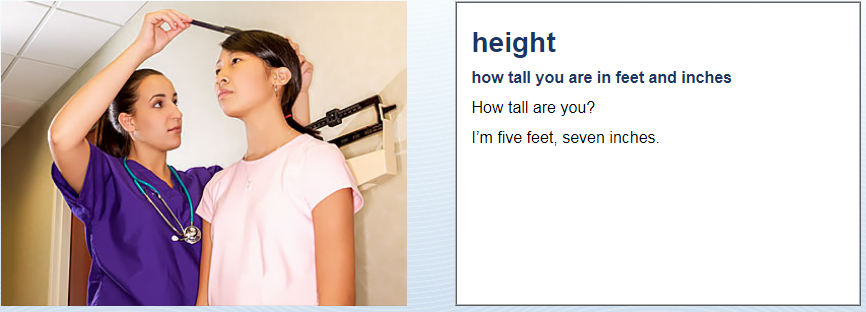 height
how tall you are in feet and inches
How tall are you?
I’m five feet, seven inches.